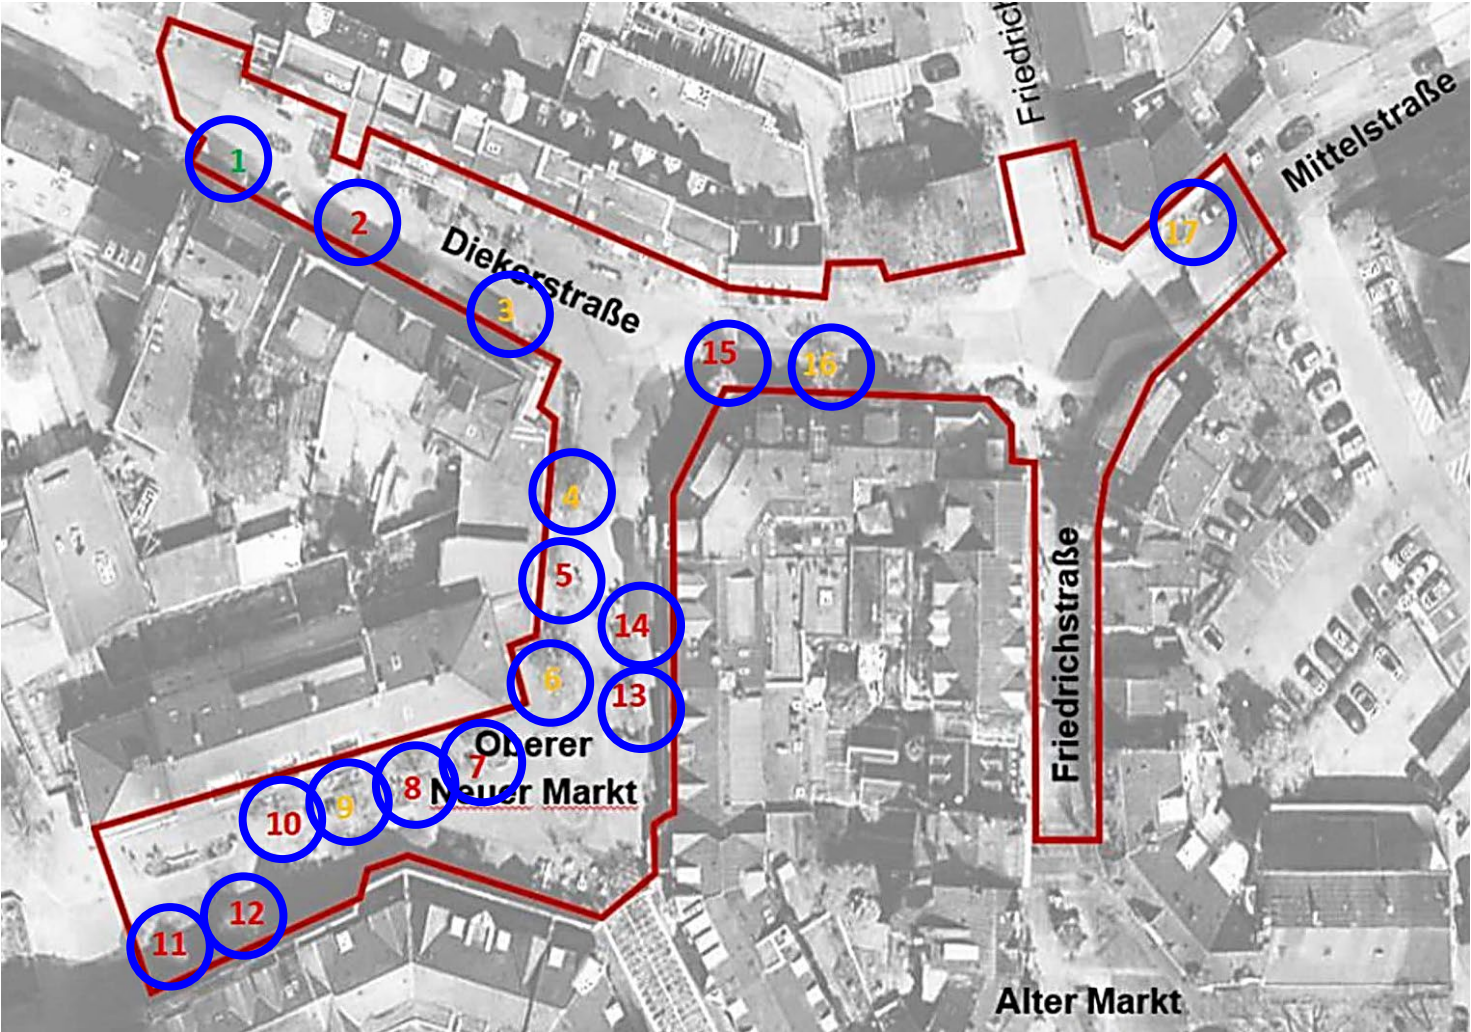 Friedrich
Mittelstraße
1
2
17
Diekerstraße
3
15
16
4
5
14
6
13
Friedrichstraße
Oberer
7
8
Neuer Markt
9
10
12
11
Alter Markt